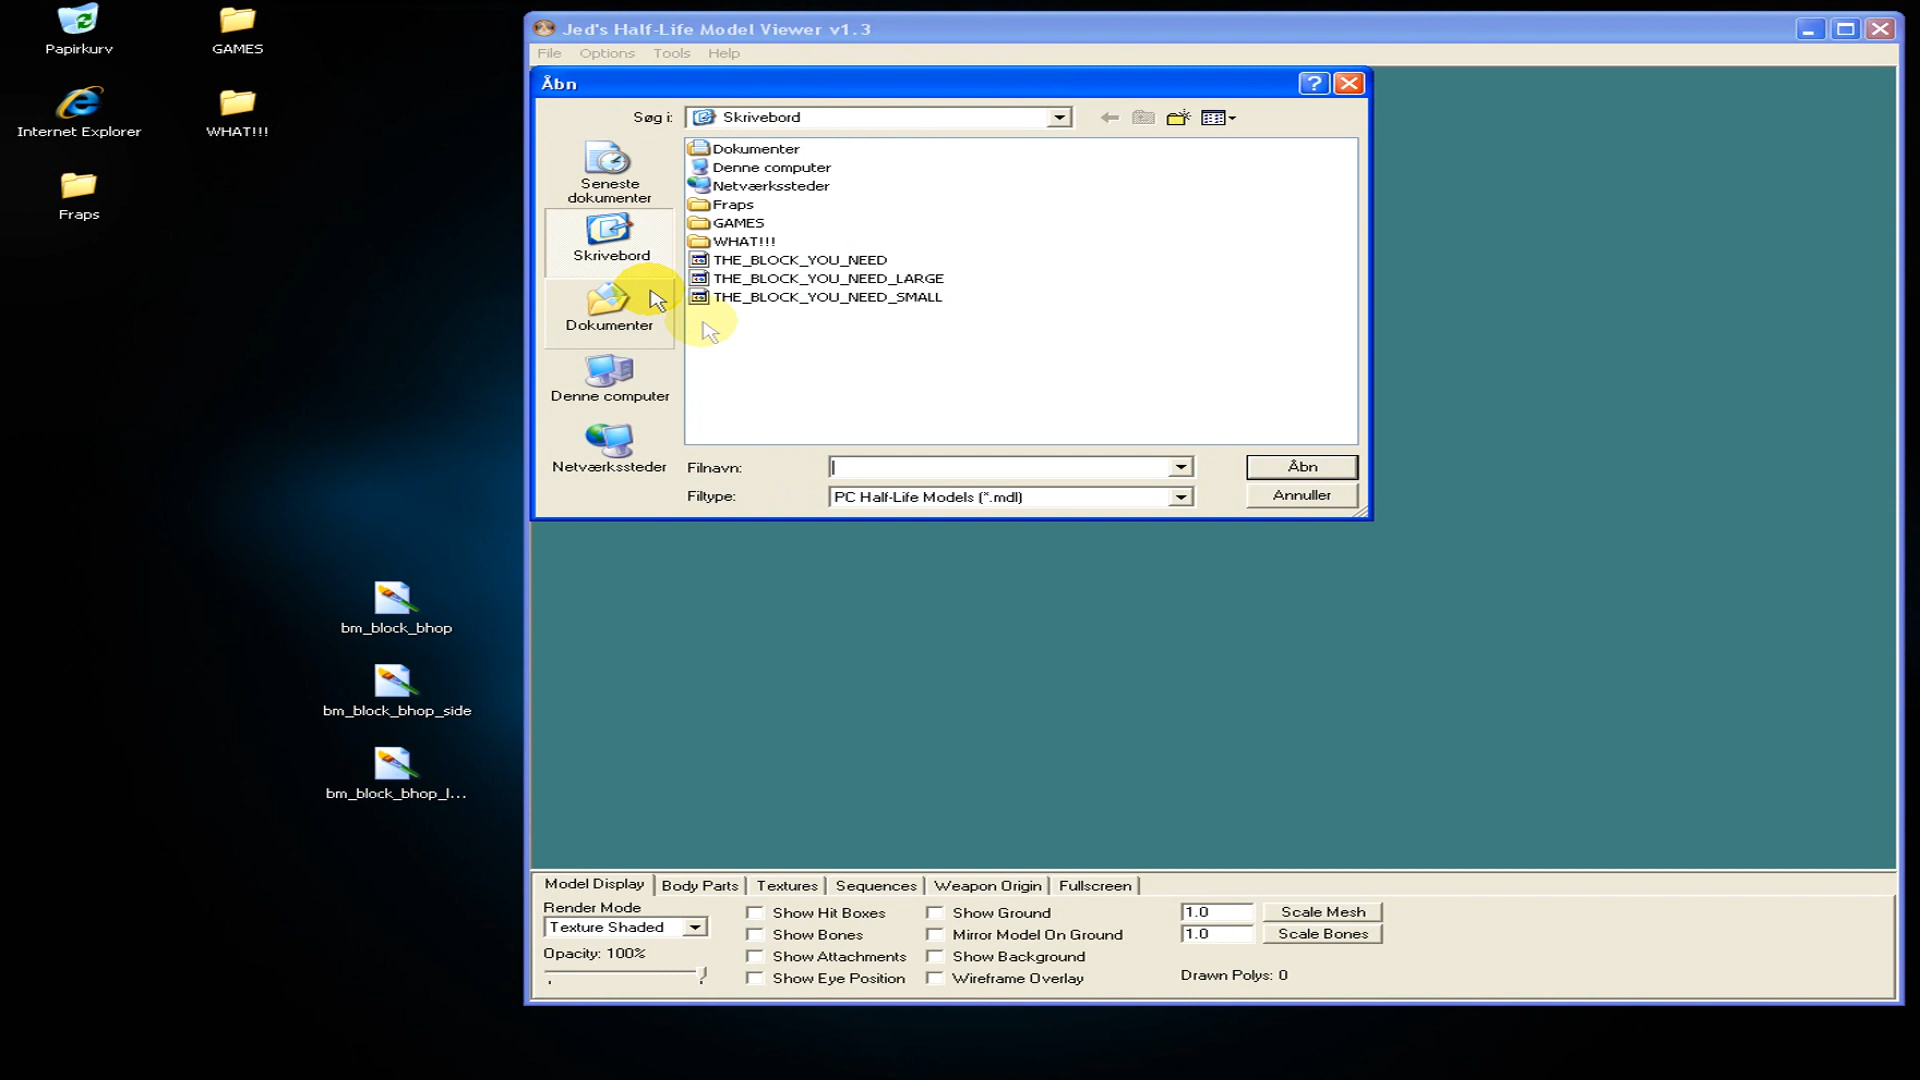 Papirkurv
GAMES
Internet Explorer
WHAT!!!
Fraps
bm_block_bhop
bm_block_bhop_side
bm_block_bhop_l...
Jed's Half-Life Model Viewer v1.3
File Options Tools Help
Åbn
Søg i: Skrivebord
Seneste dokumenter
Skrivebord
Dokumenter
Denne computer
Netværkssteder
Dokumenter
Denne computer
Netværkssteder
Fraps
GAMES
WHAT!!!
THE_BLOCK_YOU_NEED
THE_BLOCK_YOU_NEED_LARGE
THE_BLOCK_YOU_NEED_SMALL
Filnavn: Åbn
Filtype: PC Half-Life Models (*.mdl) Annuller
Model Display Body Parts Textures Sequences Weapon Origin Fullscreen
Render Mode
Texture Shaded
Opacity: 100%
Show Hit Boxes
Show Bones
Show Attachments
Show Eye Position
Show Ground
Mirror Model On Ground
Show Background
Wireframe Overlay
1.0 Scale Mesh
1.0 Scale Bones
Drawn Polys: 0